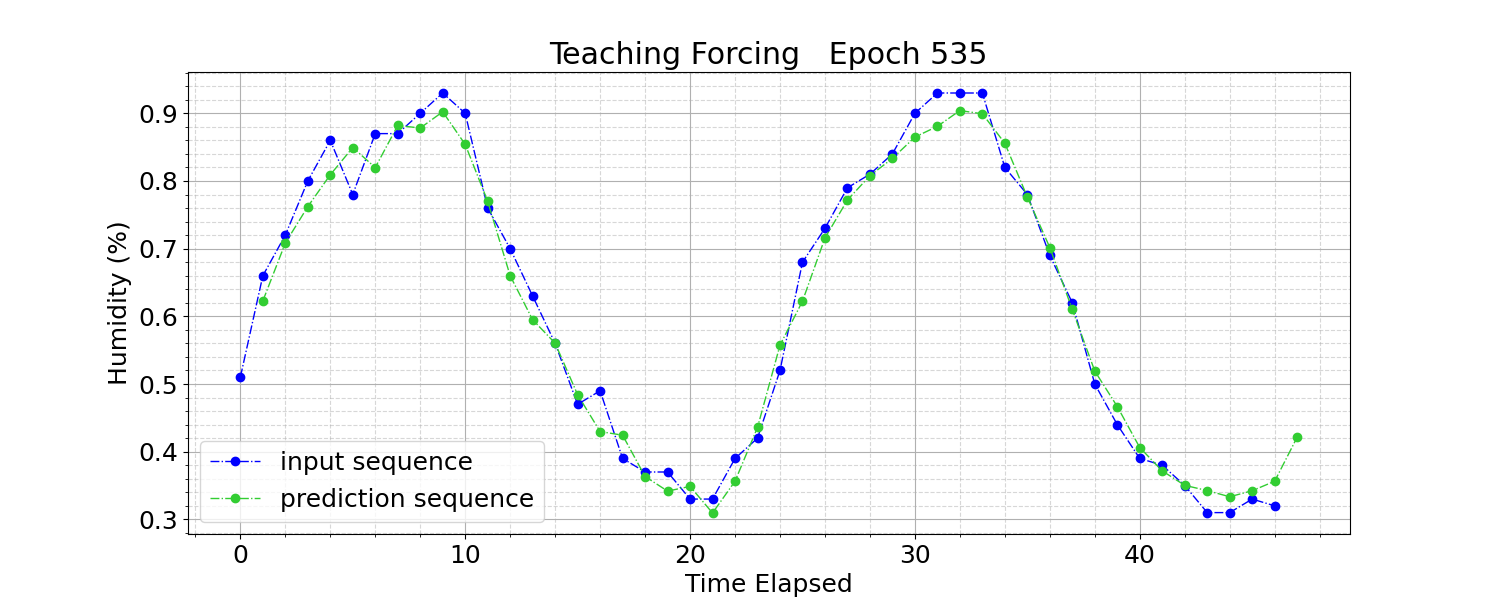 Teaching Forcing   Epoch 535
Humidity (%)
0.9
0.8
0.7
0.6
0.5
0.4
0.3
input sequence
prediction sequence
0 10 20 30 40
Time Elapsed